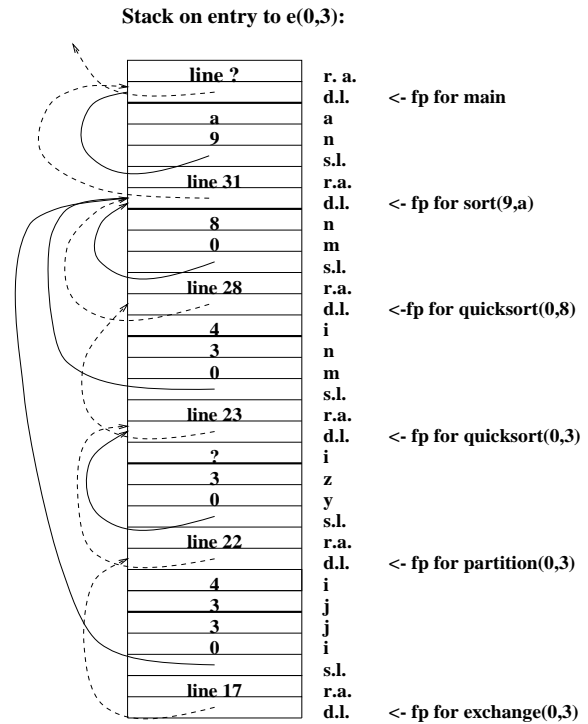 Stack on entry to e(0,3):
line ? r. a.
d.l. <- fp for main
a a
9 n
s.l.
line 31 r.a.
d.l. <- fp for sort(9,a)
8 n
0 m
s.l.
line 28 r.a.
d.l. <-fp for quicksort(0,8)
4 i
3 n
0 m
s.l.
line 23 r.a.
d.l. <- fp for quicksort(0,3)
? i
3 z
0 y
s.l.
line 22 r.a.
d.l. <- fp for partition(0,3)
4 i
3 j
3 j
0 i
s.l.
line 17 r.a.
d.l. <- fp for exchange(0,3)